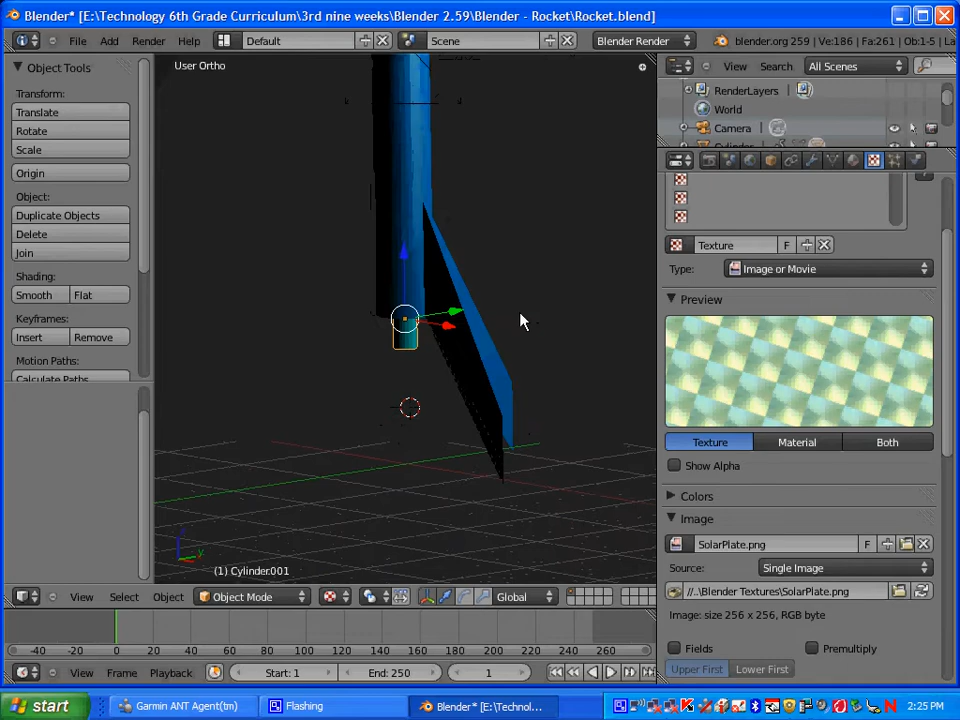 Blender* [E:\Technology 6th Grade Curriculum\3rd nine weeks\Blender 2.59\Blender - Rocket\Rocket.blend]
File Add Render Help Default Scene Blender Render blender.org 259 | Ve:186 | Fa:261 | Ob:1-5 | La
Object Tools
Transform:
Translate
Rotate
Scale
Origin
Object:
Duplicate Objects
Delete
Join
Shading:
Smooth Flat
Keyframes:
Insert Remove
Motion Paths:
Calculate Paths
User Ortho
(1) Cylinder.001
View Search All Scenes
RenderLayers
World
Camera
Texture F
Type: Image or Movie
Preview
Texture Material Both
Show Alpha
Colors
Image
SolarPlate.png F
Source: Single Image
//..\Blender Textures\SolarPlate.png
Image: size 256 x 256, RGB byte
Fields Premultiply
Upper First Lower First
View Select Object Object Mode Global
-40 -20 0 20 40 60 80 100 120 140 160 180 200 220 240 260
View Frame Playback Start: 1 End: 250 1
start Garmin ANT Agent(tm) Flashing Blender* [E:\Technol... 2:25 PM